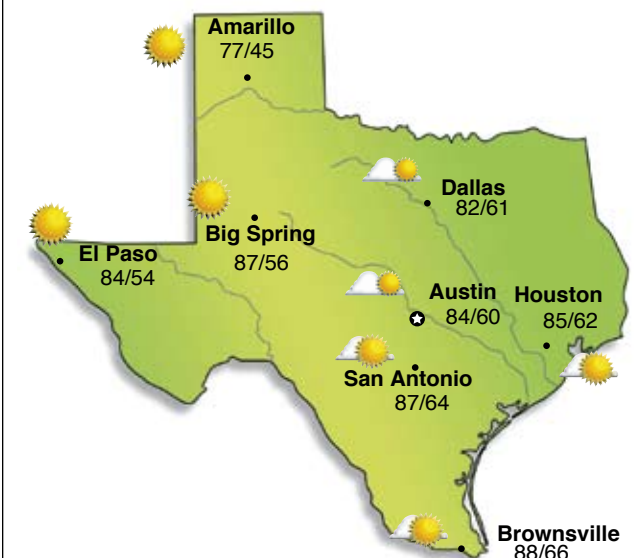 Amarillo
77/45
Dallas
82/61
Big Spring
87/56
El Paso
84/54
Austin
84/60
Houston
85/62
San Antonio
87/64
Brownsville
88/66